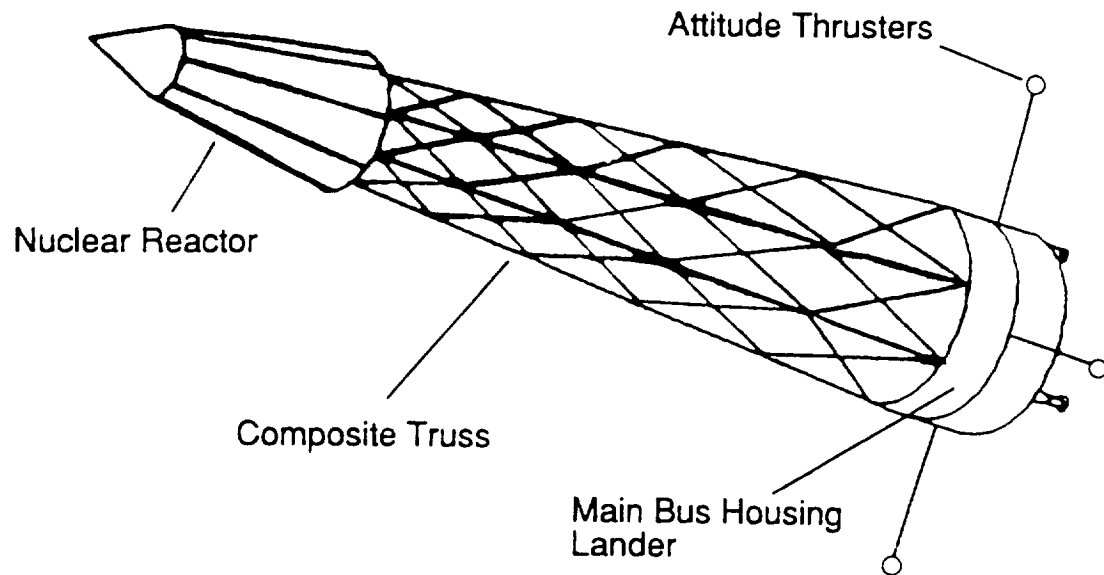 Attitude Thrusters
Nuclear Reactor
Composite Truss
Main Bus Housing
Lander